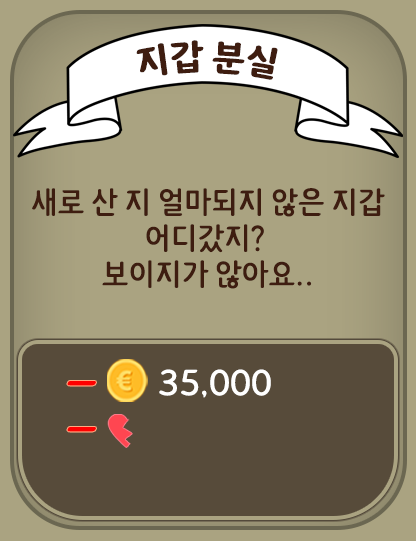 지갑 분실
새로 산 지 얼마되지 않은 지갑
어디갔지?
보이지가 않아요..
- € 35,000
-